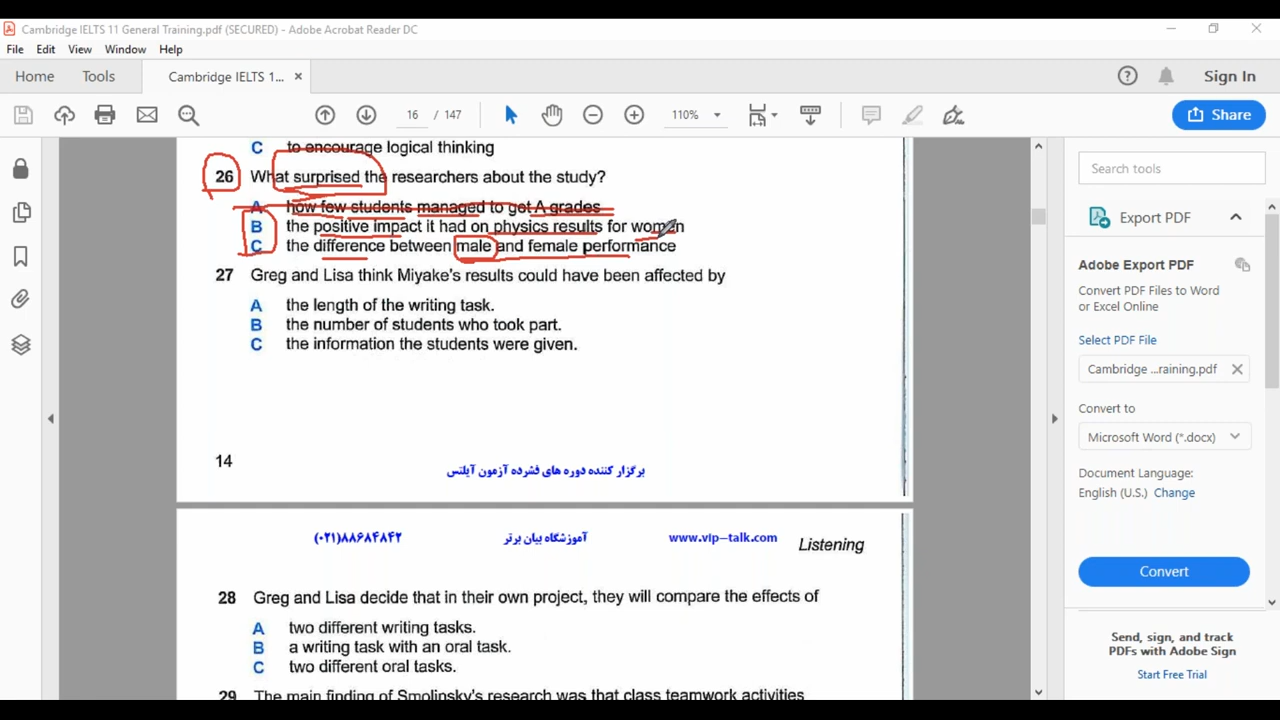 Cambridge IELTS 11 General Training.pdf (SECURED) - Adobe Acrobat Reader DC
File Edit View Window Help
Home Tools Cambridge IELTS 1... × Sign In
16 / 147 110% Share
C to encourage logical thinking
26 What surprised the researchers about the study?
A how few students managed to get A grades
B the positive impact it had on physics results for women
C the difference between male and female performance
27 Greg and Lisa think Miyake's results could have been affected by
A the length of the writing task.
B the number of students who took part.
C the information the students were given.
14
برگزار کننده دوره های فشرده آزمون آیلتس
(۰۲۱)۸۸۶۸۴۸۴۲ آموزشگاه بیان برتر www.vip-talk.com Listening
28 Greg and Lisa decide that in their own project, they will compare the effects of
A two different writing tasks.
B a writing task with an oral task.
C two different oral tasks.
29 The main finding of Smolinsky's research was that class teamwork activities
Search tools
Export PDF
Adobe Export PDF
Convert PDF Files to Word
or Excel Online
Select PDF File
Cambridge ...raining.pdf
Convert to
Microsoft Word (*.docx)
Document Language:
English (U.S.) Change
Convert
Send, sign, and track
PDFs with Adobe Sign
Start Free Trial